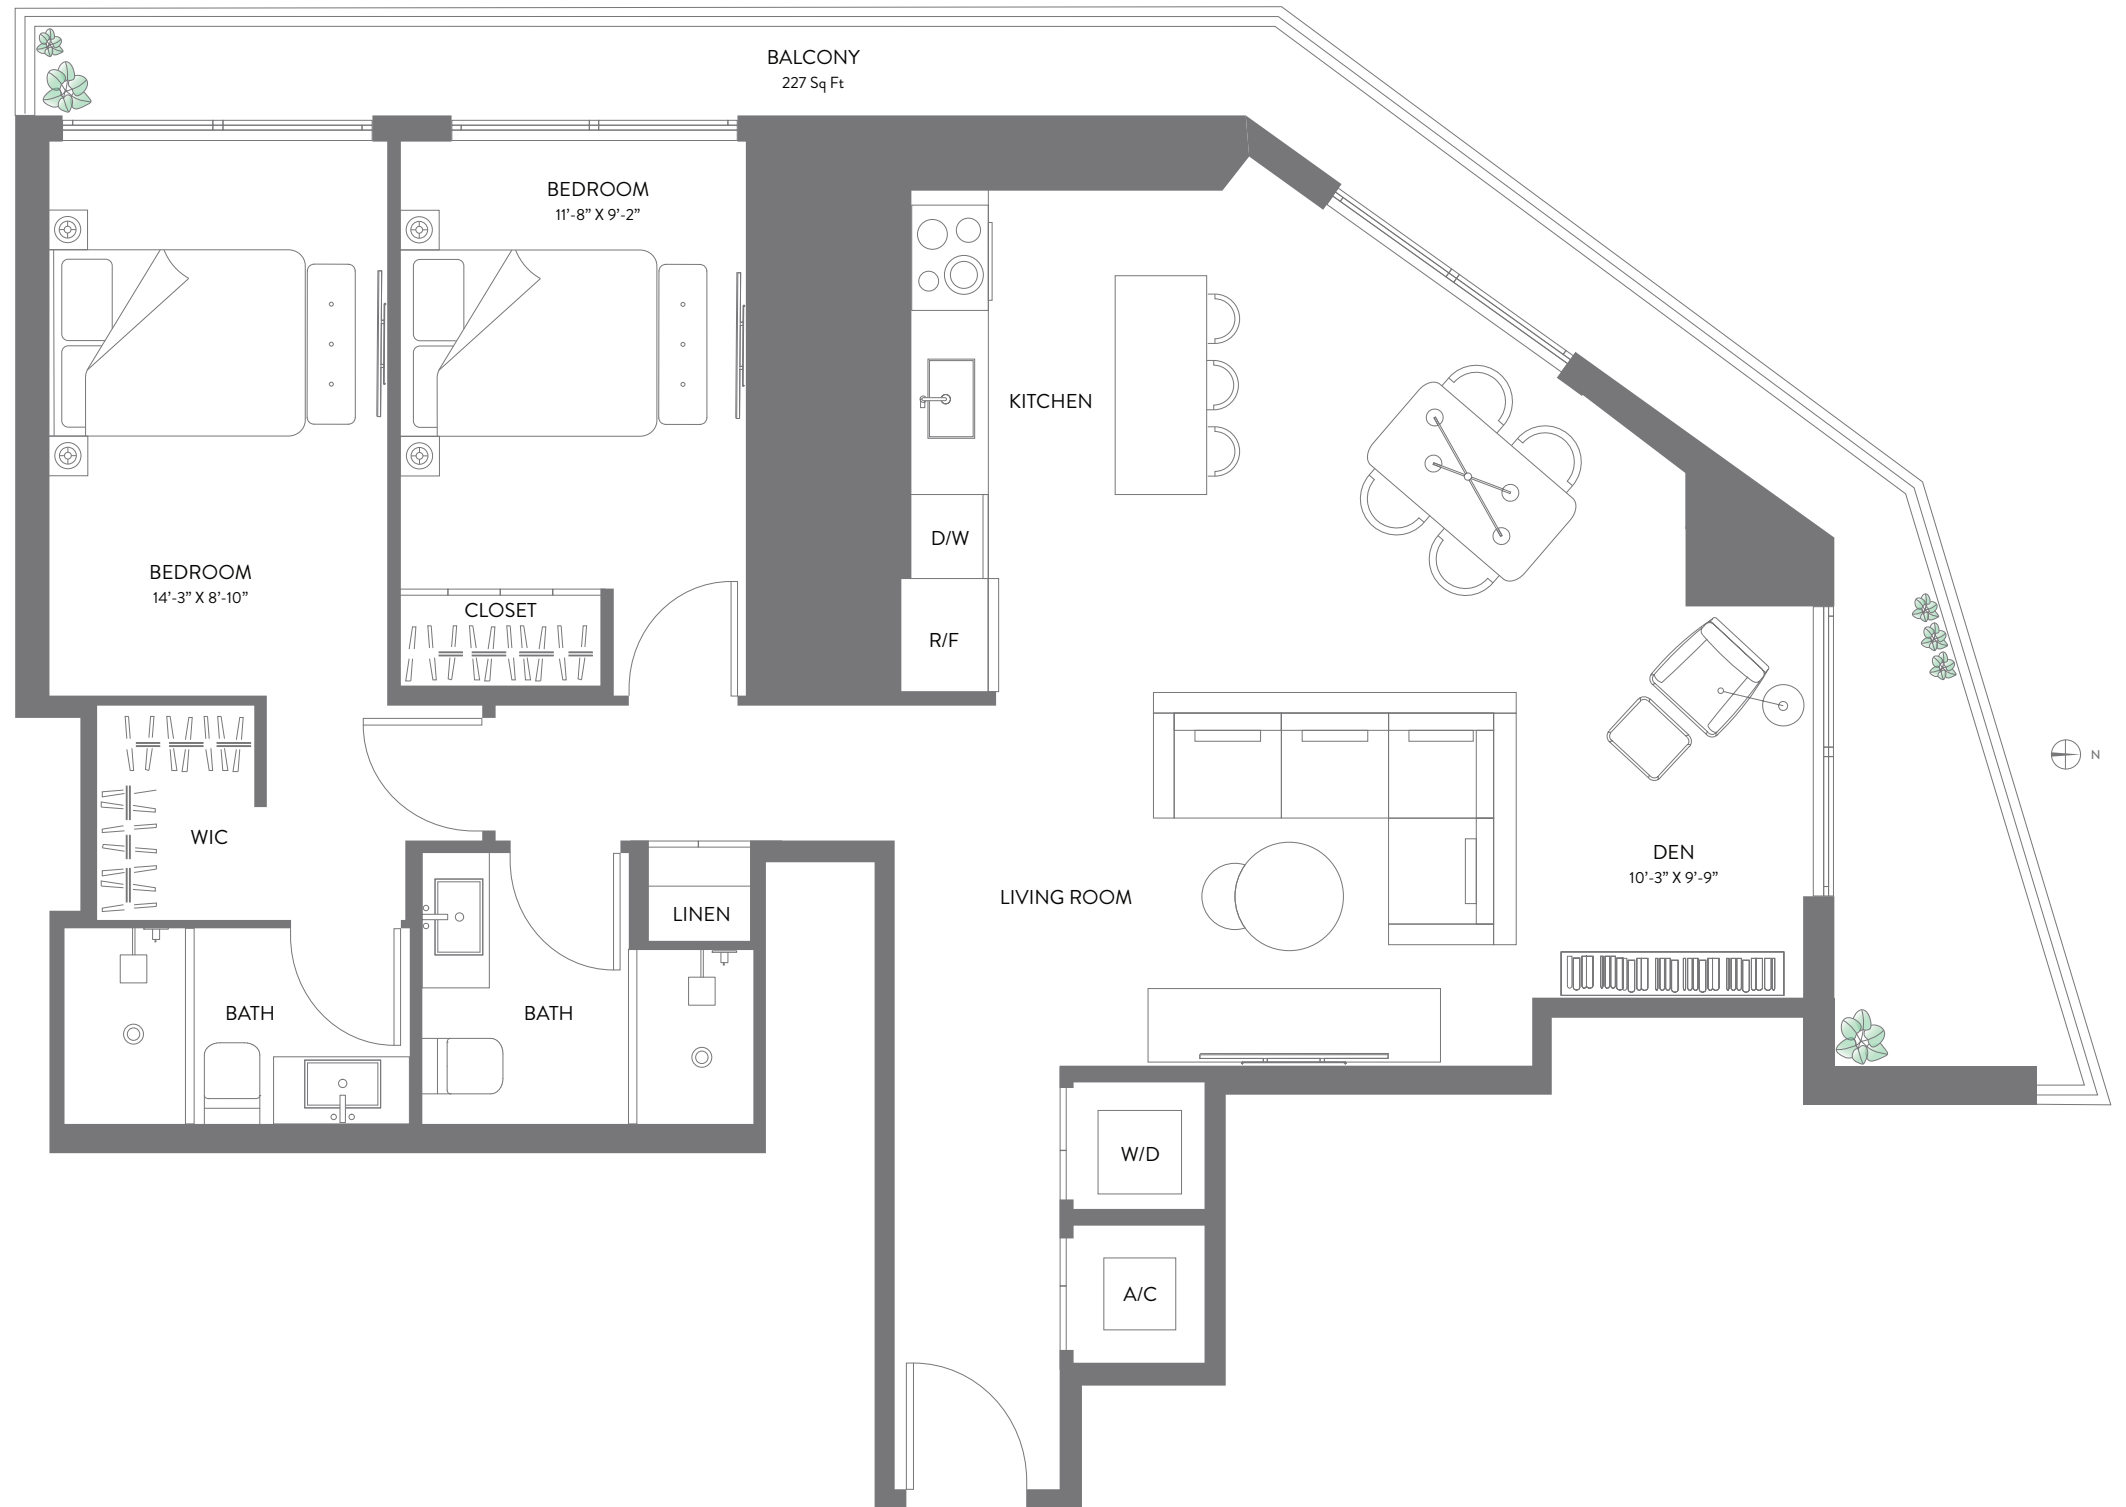 BALCONY
227 Sq Ft
BEDROOM
11'-8" X 9'-2"
KITCHEN
D/W
BEDROOM
14'-3" X 8'-10"
CLOSET
R/F
N
WIC
DEN
10'-3" X 9'-9"
LIVING ROOM
LINEN
BATH
BATH
W/D
A/C